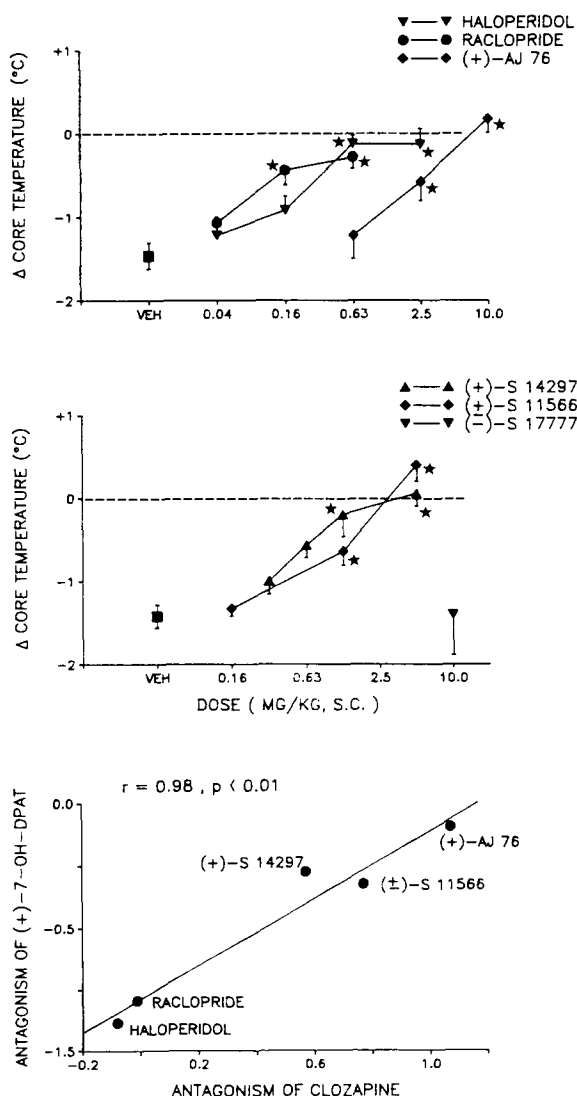 HALOPERIDOL
RACLOPRIDE
(+)-AJ 76
Δ CORE TEMPERATURE (°C)
+1
0
-1
-2
★
★
★
★
★
★
VEH
0.04
0.16
0.63
2.5
10.0
(+)-S 14297
(±)-S 11566
(-)-S 17777
Δ CORE TEMPERATURE (°C)
+1
0
-1
-2
★
★
★
★
VEH
0.16
0.63
2.5
10.0
DOSE ( MG/KG, S.C. )
r = 0.98 , p < 0.01
ANTAGONISM OF (+)-7-OH-DPAT
0.0
-0.5
-1.5
(+)-AJ 76
(+)-S 14297
(±)-S 11566
RACLOPRIDE
HALOPERIDOL
-0.2
0.2
0.6
1.0
ANTAGONISM OF CLOZAPINE